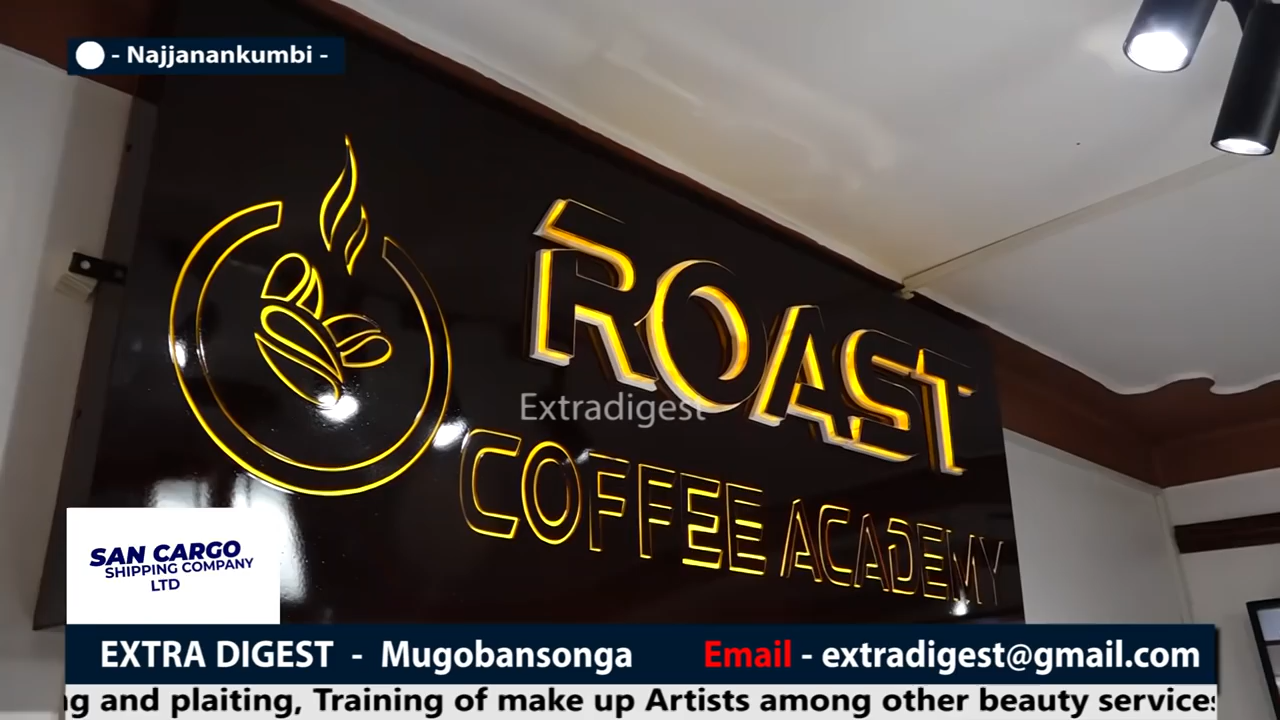 - Najjanankumbi -
ROAST
Extradigest
COFFEE ACADEMY
SAN CARGO
SHIPPING COMPANY
LTD
EXTRA DIGEST - Mugobansonga Email - extradigest@gmail.com
and plaiting, Training of make up Artists among other beauty services